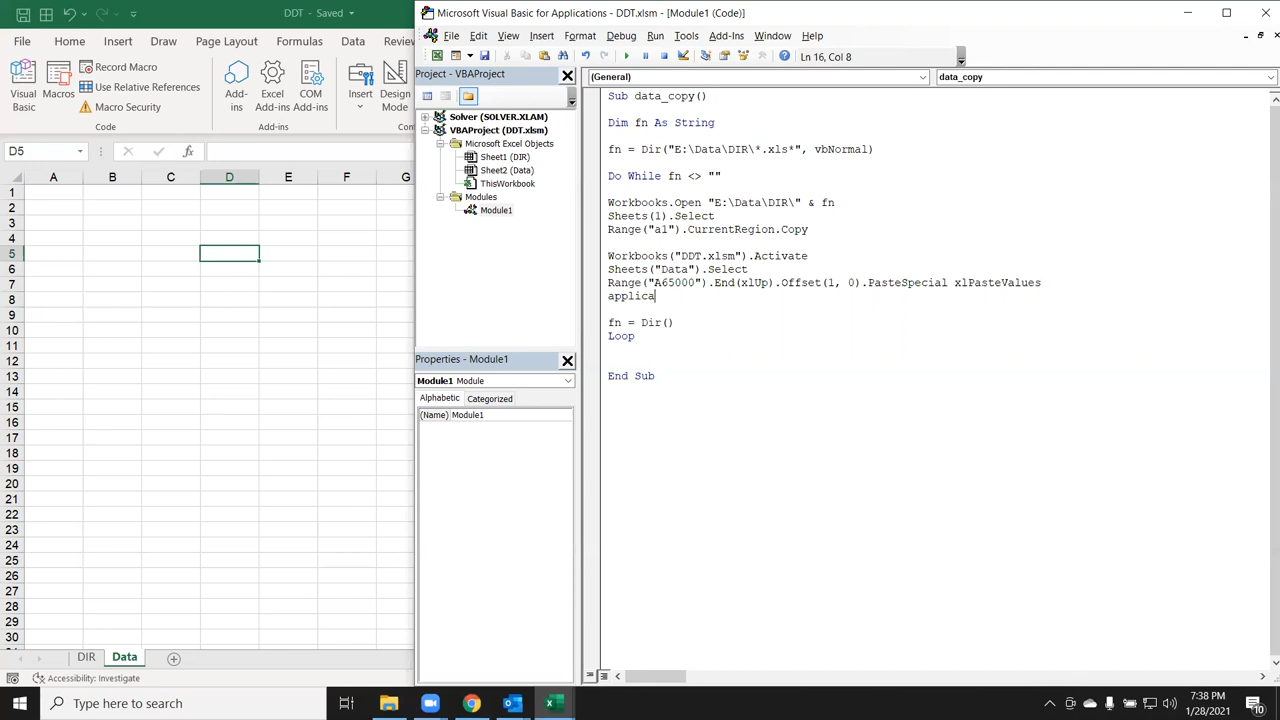 DDT - Saved
Microsoft Visual Basic for Applications - DDT.xlsm - [Module1 (Code)]
File Home Insert Draw Page Layout Formulas Data Review
File Edit View Insert Format Debug Run Tools Add-Ins Window Help
Ln 16, Col 8
Visual Basic
Macros
Record Macro
Use Relative References
Macro Security
Add-ins
Excel Add-ins
COM Add-ins
Insert
Design Mode
Code
Add-ins
D5
A B C D E F G
1
2
3
4
5
6
7
8
9
10
11
12
13
14
15
16
17
18
19
20
21
22
23
24
25
26
27
28
29
30
DIR Data
Accessibility: Investigate
Project - VBAProject
Solver (SOLVER.XLAM)
VBAProject (DDT.xlsm)
Microsoft Excel Objects
Sheet1 (DIR)
Sheet2 (Data)
ThisWorkbook
Modules
Module1
Properties - Module1
Module1 Module
Alphabetic Categorized
(Name) Module1
(General)
data_copy
Sub data_copy()
Dim fn As String
fn = Dir("E:\Data\DIR\*.xls*", vbNormal)
Do While fn <> ""
Workbooks.Open "E:\Data\DIR\" & fn
Sheets(1).Select
Range("a1").CurrentRegion.Copy
Workbooks("DDT.xlsm").Activate
Sheets("Data").Select
Range("A65000").End(xlUp).Offset(1, 0).PasteSpecial xlPasteValues
applica
fn = Dir()
Loop
End Sub
Type here to search
7:38 PM
1/28/2021
10